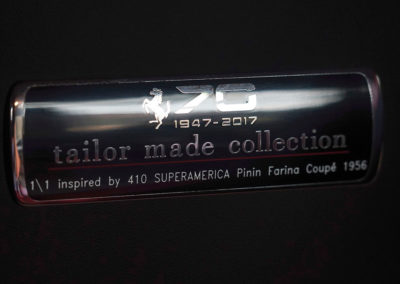 70
1947-2017
tailor made collection
1\1 inspired by 410 SUPERAMERICA Pinin Farina Coupé 1956